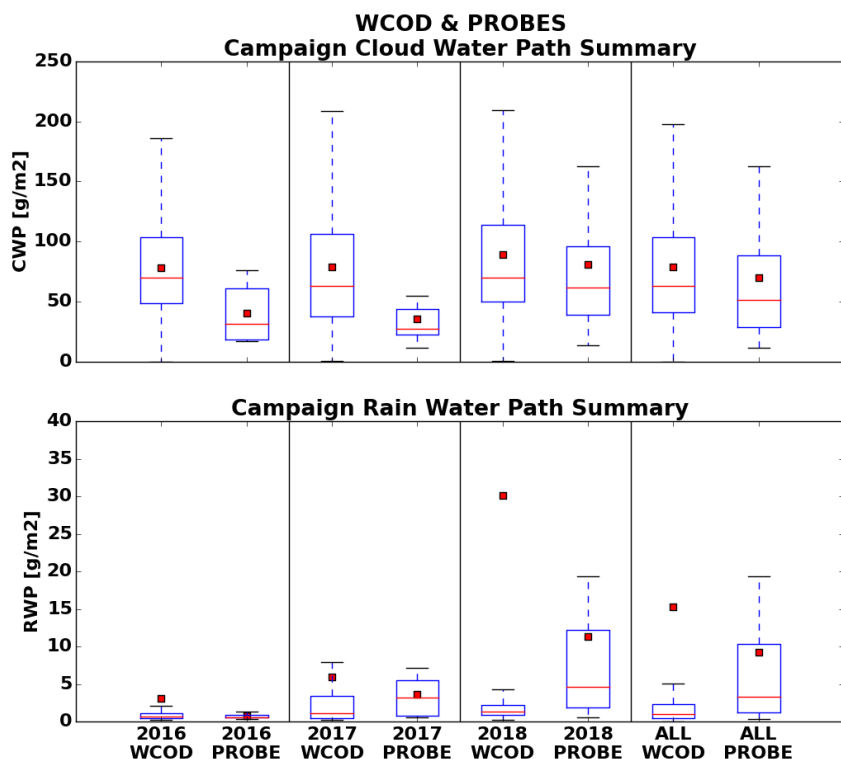 WCOD & PROBES
Campaign Cloud Water Path Summary
250
200
150
100
50
0
CWP [g/m2]
Campaign Rain Water Path Summary
40
35
30
25
20
15
10
5
0
RWP [g/m2]
2016 2016 2017 2017 2018 2018 ALL ALL
WCOD PROBE WCOD PROBE WCOD PROBE WCOD PROBE